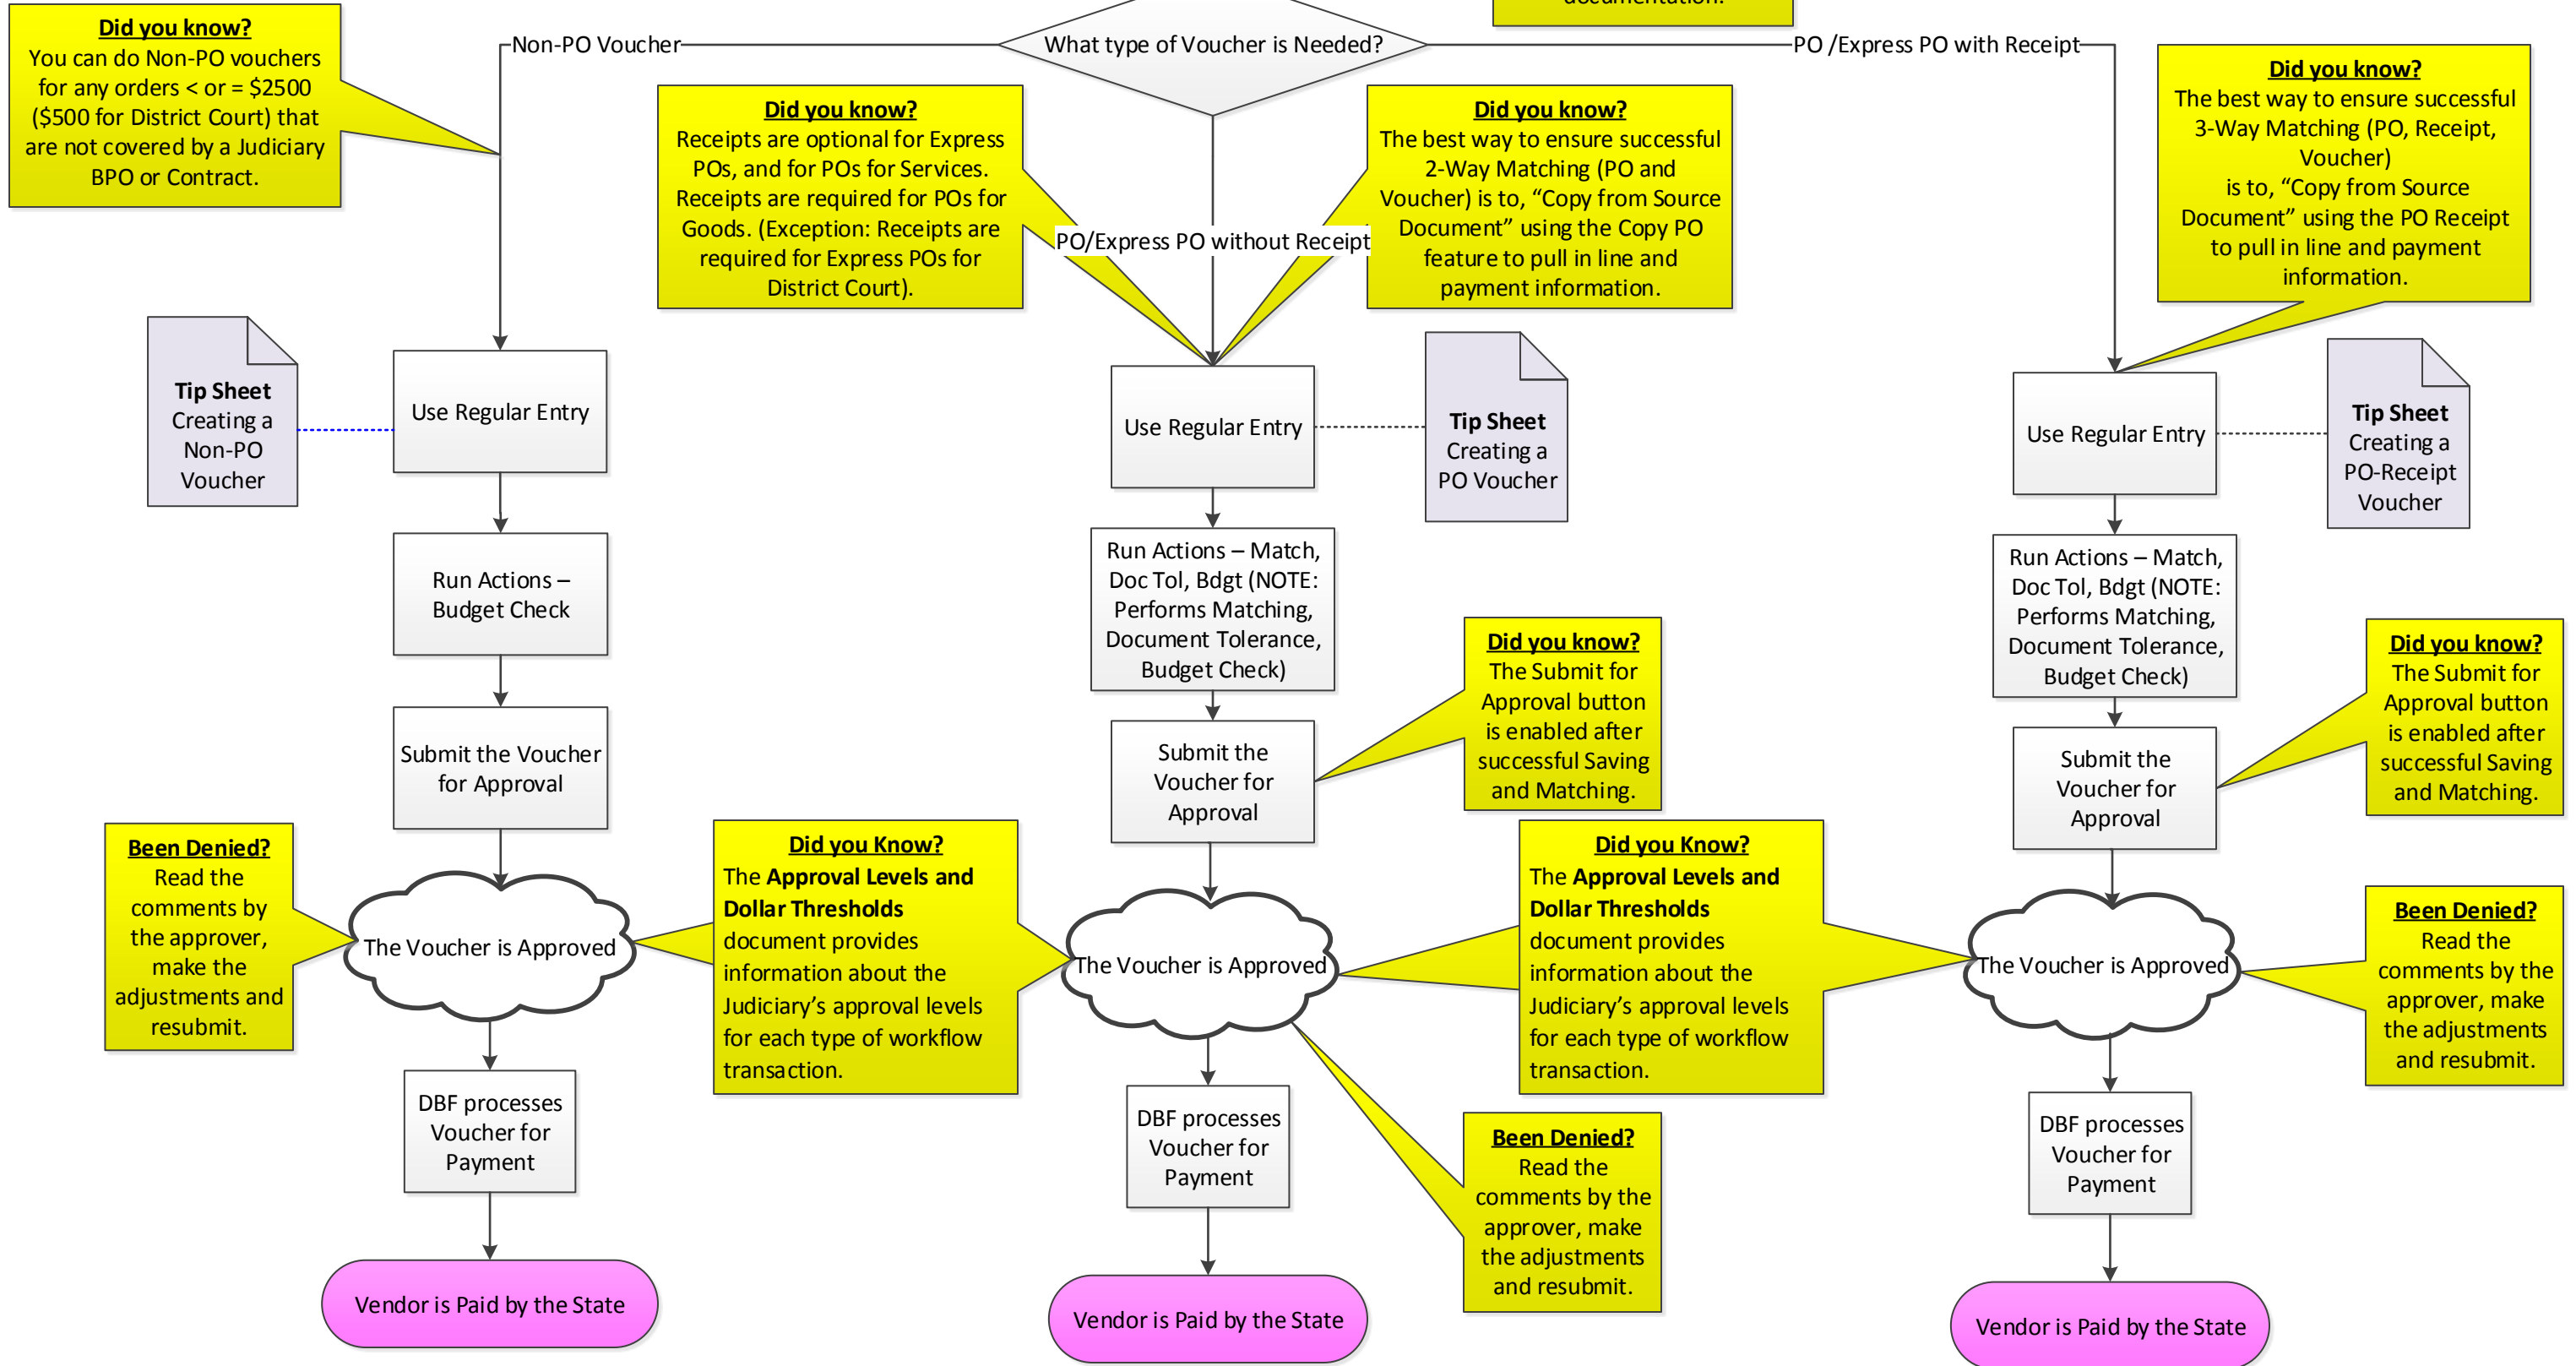 documentation.
Did you know?
You can do Non-PO vouchers
for any orders < or = $2500
($500 for District Court) that
are not covered by a Judiciary
BPO or Contract.
Non-PO Voucher
What type of Voucher is Needed?
PO /Express PO with Receipt
Did you know?
Receipts are optional for Express
POs, and for POs for Services.
Receipts are required for POs for
Goods. (Exception: Receipts are
required for Express POs for
District Court).
PO/Express PO without Receipt
Did you know?
The best way to ensure successful
2-Way Matching (PO and
Voucher) is to, “Copy from Source
Document” using the Copy PO
feature to pull in line and
payment information.
Did you know?
The best way to ensure successful
3-Way Matching (PO, Receipt,
Voucher)
is to, “Copy from Source
Document” using the PO Receipt
to pull in line and payment
information.
Tip Sheet
Creating a
Non-PO
Voucher
Use Regular Entry
Run Actions –
Budget Check
Submit the Voucher
for Approval
Been Denied?
Read the
comments by
the approver,
make the
adjustments and
resubmit.
The Voucher is Approved
Did you Know?
The Approval Levels and
Dollar Thresholds
document provides
information about the
Judiciary’s approval levels
for each type of workflow
transaction.
DBF processes
Voucher for
Payment
Vendor is Paid by the State
Use Regular Entry
Tip Sheet
Creating a
PO Voucher
Run Actions – Match,
Doc Tol, Bdgt (NOTE:
Performs Matching,
Document Tolerance,
Budget Check)
Did you know?
The Submit for
Approval button
is enabled after
successful Saving
and Matching.
Submit the
Voucher for
Approval
The Voucher is Approved
Did you Know?
The Approval Levels and
Dollar Thresholds
document provides
information about the
Judiciary’s approval levels
for each type of workflow
transaction.
DBF processes
Voucher for
Payment
Been Denied?
Read the
comments by the
approver, make
the adjustments
and resubmit.
Vendor is Paid by the State
Use Regular Entry
Tip Sheet
Creating a
PO-Receipt
Voucher
Run Actions – Match,
Doc Tol, Bdgt (NOTE:
Performs Matching,
Document Tolerance,
Budget Check)
Did you know?
The Submit for
Approval button
is enabled after
successful Saving
and Matching.
Submit the
Voucher for
Approval
The Voucher is Approved
Been Denied?
Read the
comments by the
approver, make
the adjustments
and resubmit.
DBF processes
Voucher for
Payment
Vendor is Paid by the State